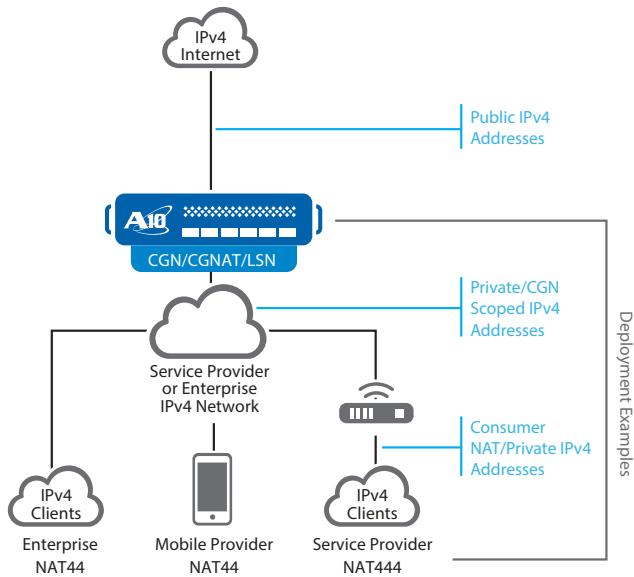 IPv4
Internet
Public IPv4
Addresses
A10
CGN/CGNAT/LSN
Private/CGN
Scoped IPv4
Addresses
Service Provider
or Enterprise
IPv4 Network
Deployment Examples
Consumer
NAT/Private IPv4
Addresses
IPv4
Clients
IPv4
Clients
Enterprise
NAT44
Mobile Provider
NAT44
Service Provider
NAT444